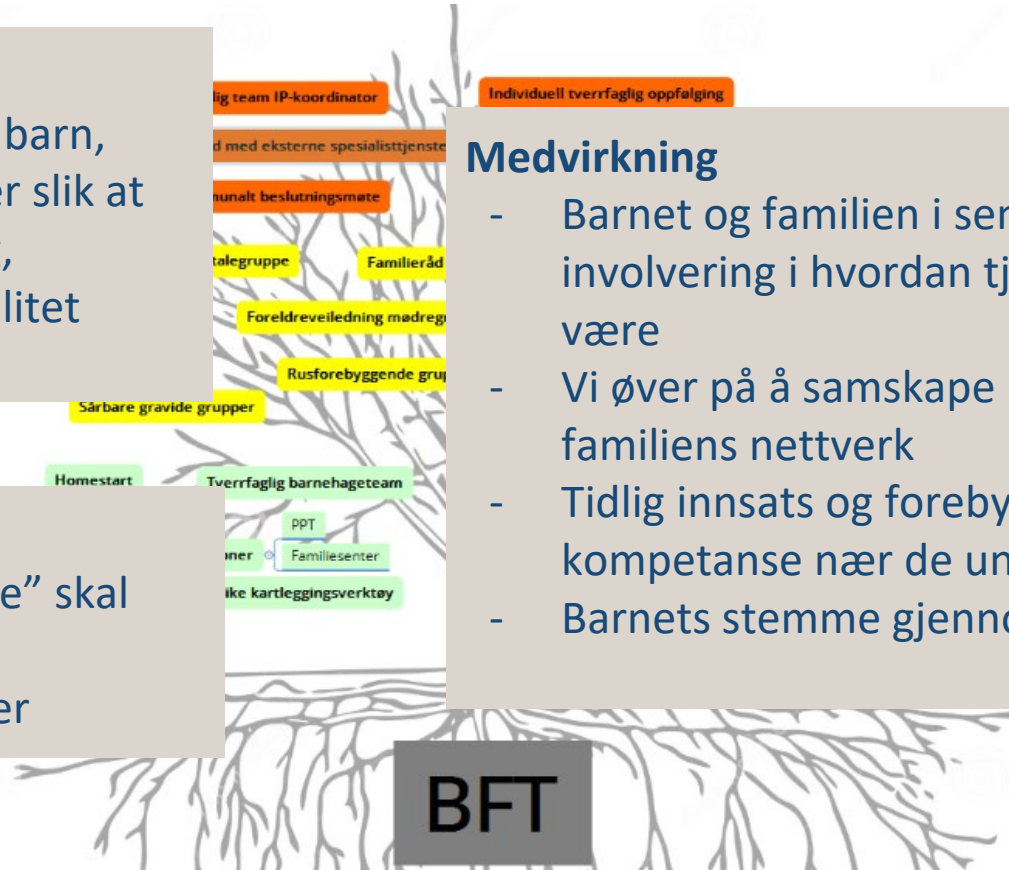 barn,
er slik at
litet
e” skal
er
lig team IP-koordinator
Individuell tverrfaglig oppfølging
d med eksterne spesialisttjenste
munalt beslutningsmøte
talegruppe
Familieråd
Foreldreveiledning mødregr
Rusforebyggende grup
Sårbare gravide grupper
Homestart
Tverrfaglig barnehageteam
PPT
oner
Familiesenter
ike kartleggingsverktøy
Medvirkning
- Barnet og familien i sen
involvering i hvordan tj
være
- Vi øver på å samskape
familiens nettverk
- Tidlig innsats og foreby
kompetanse nær de un
- Barnets stemme gjenno
BFT